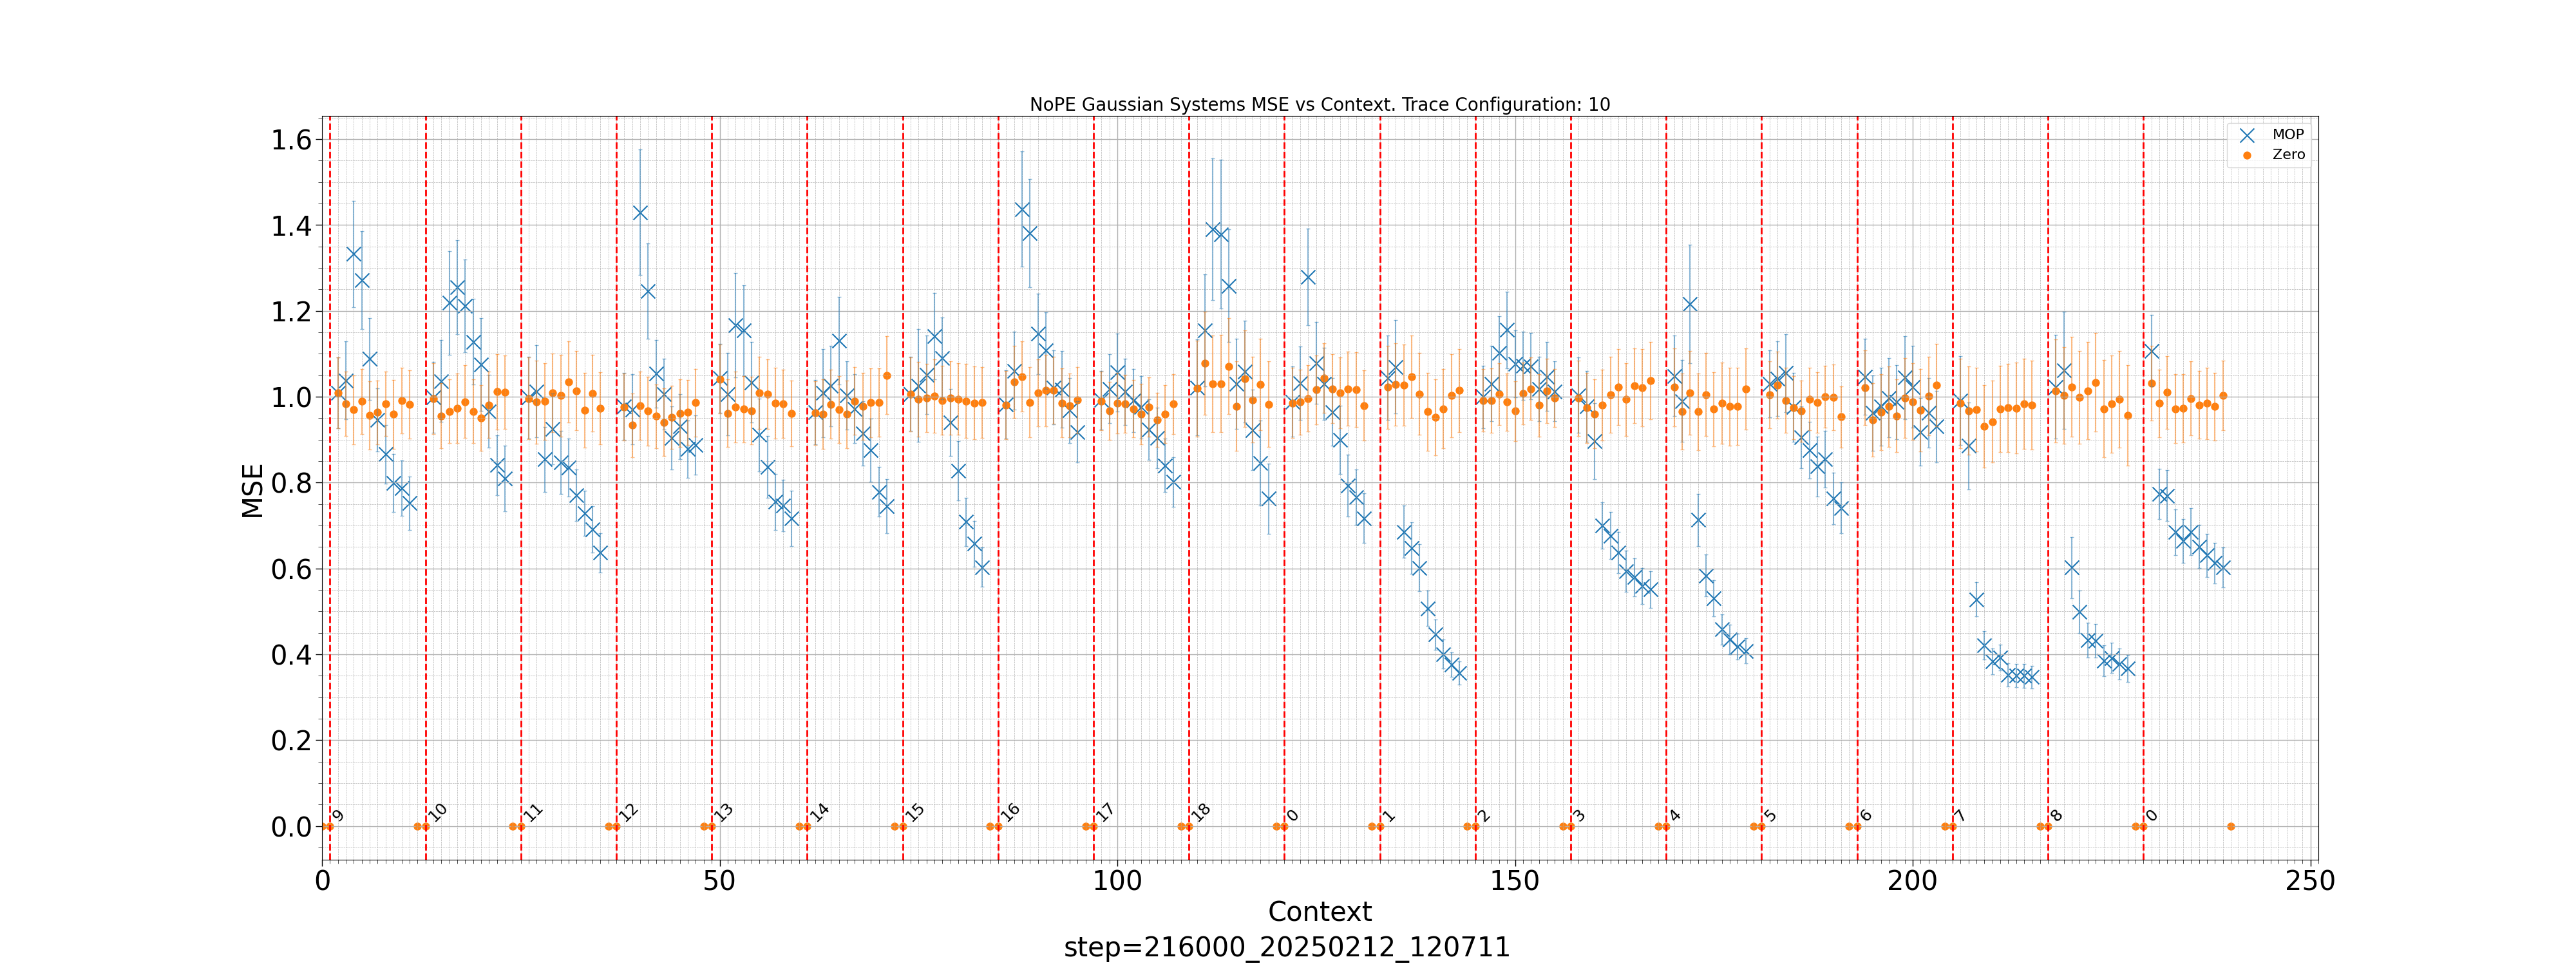 NoPE Gaussian Systems MSE vs Context. Trace Configuration: 10
MOP
Zero
MSE
1.6
1.4
1.2
1.0
0.8
0.6
0.4
0.2
0.0
9 10 11 12 13 14 15 16 17 18 0 1 2 3 4 5 6 7 8 0
0 50 100 150 200 250
Context
step=216000_20250212_120711